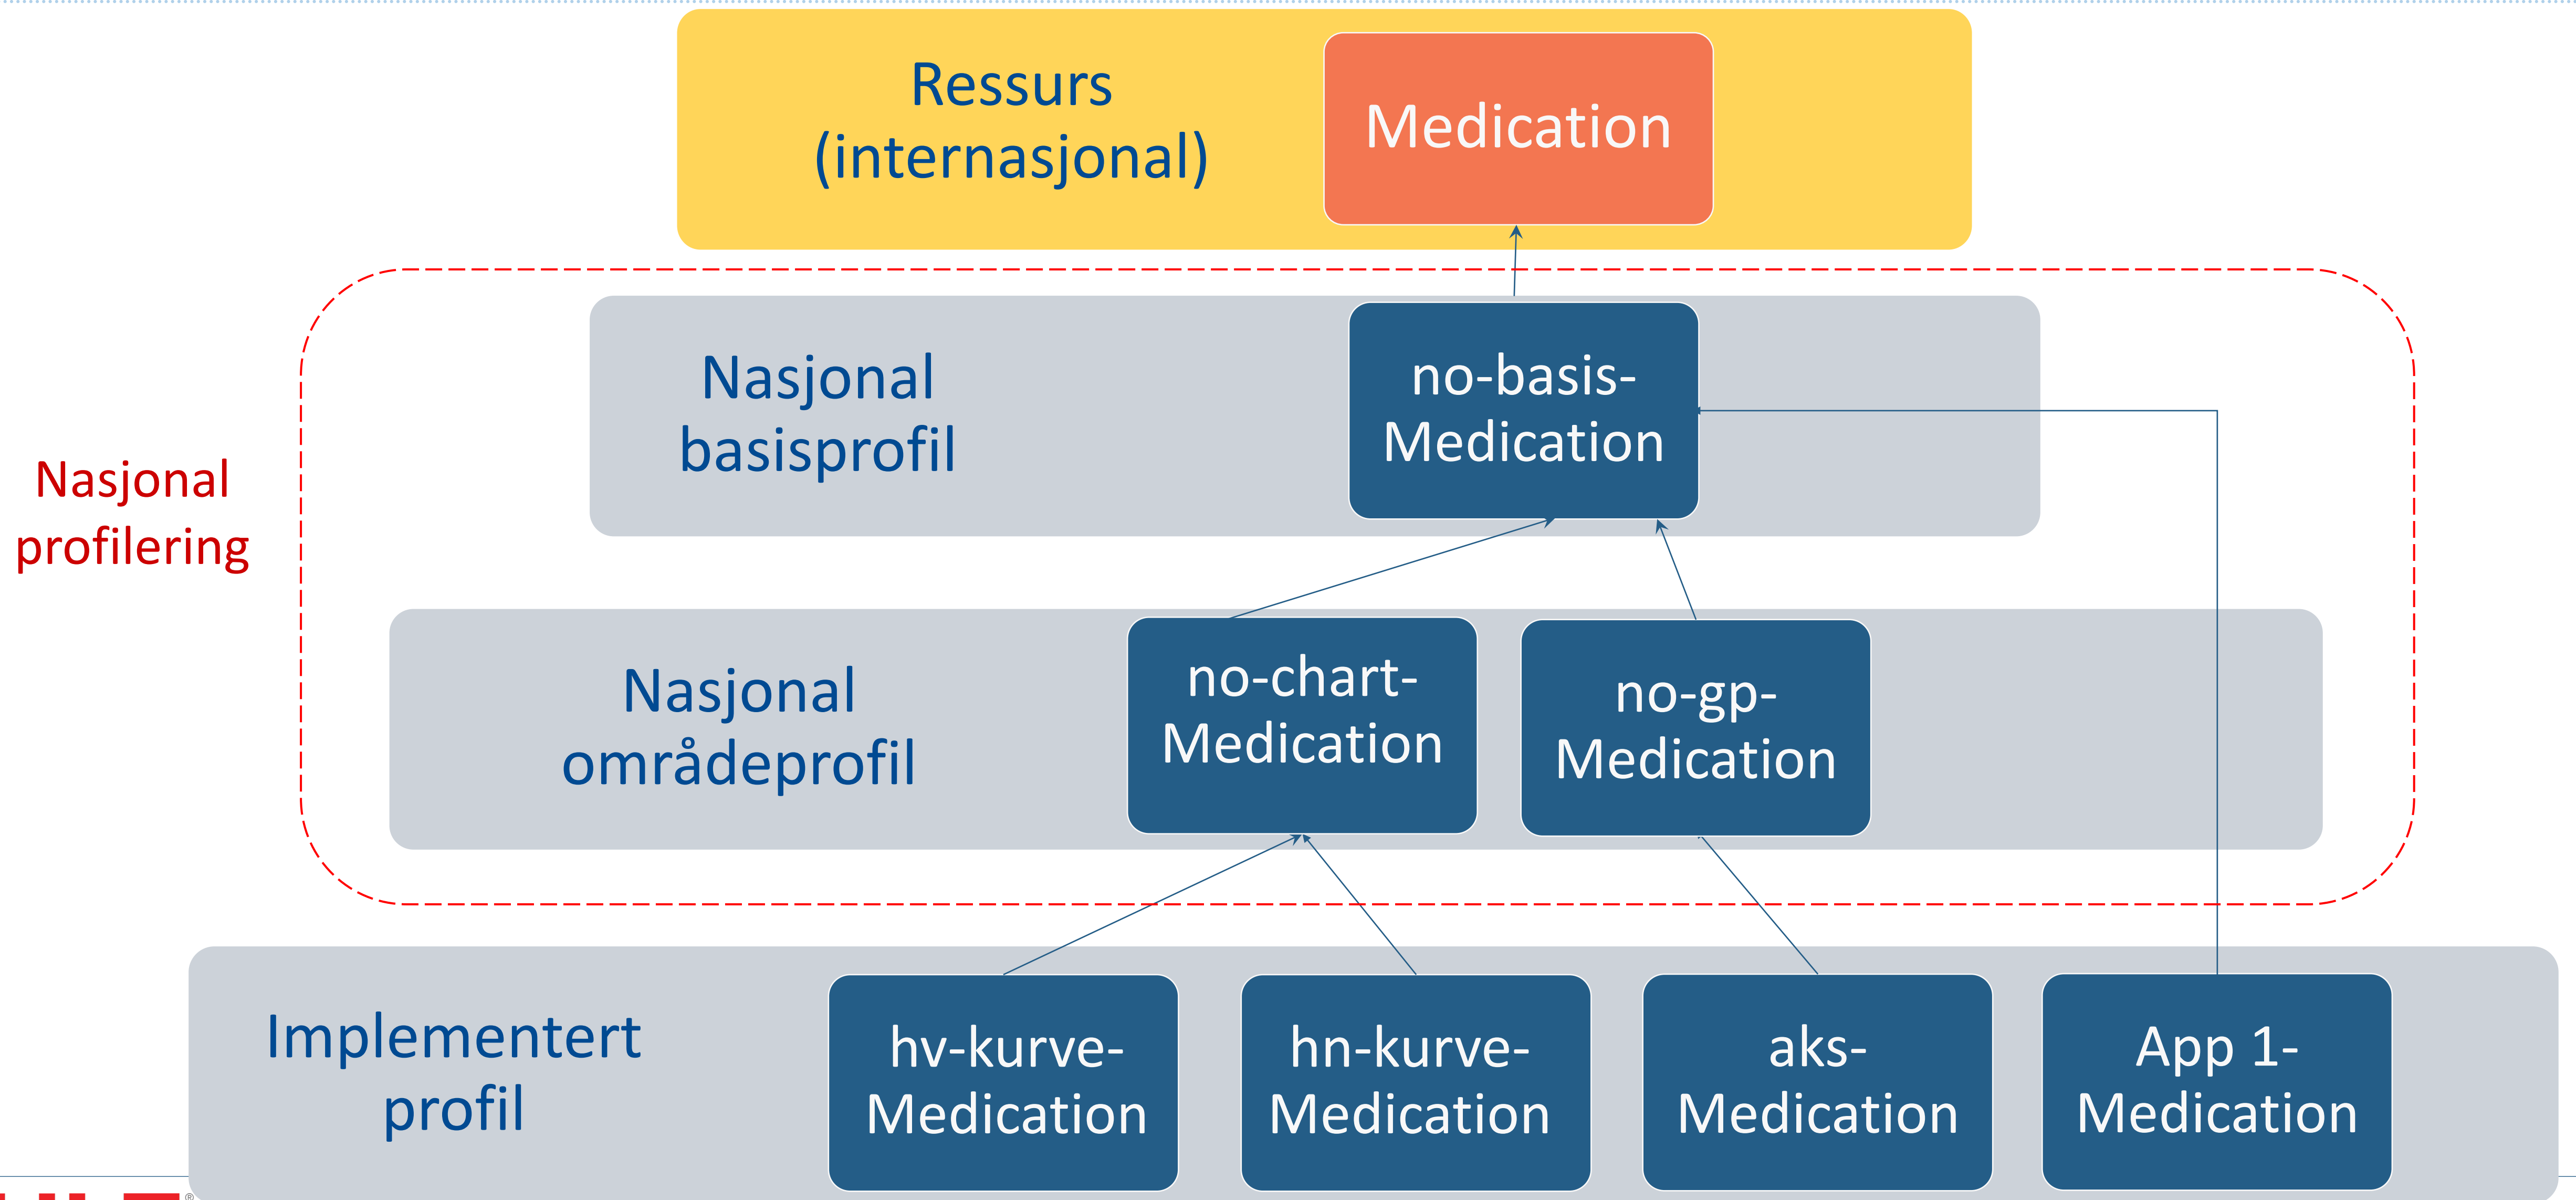 Ressurs
(internasjonal)
Medication
Nasjonal
profilering
Nasjonal
basisprofil
no-basis-
Medication
Nasjonal
områdeprofil
no-chart-
Medication
no-gp-
Medication
Implementert
profil
hv-kurve-
Medication
hn-kurve-
Medication
aks-
Medication
App 1-
Medication
®